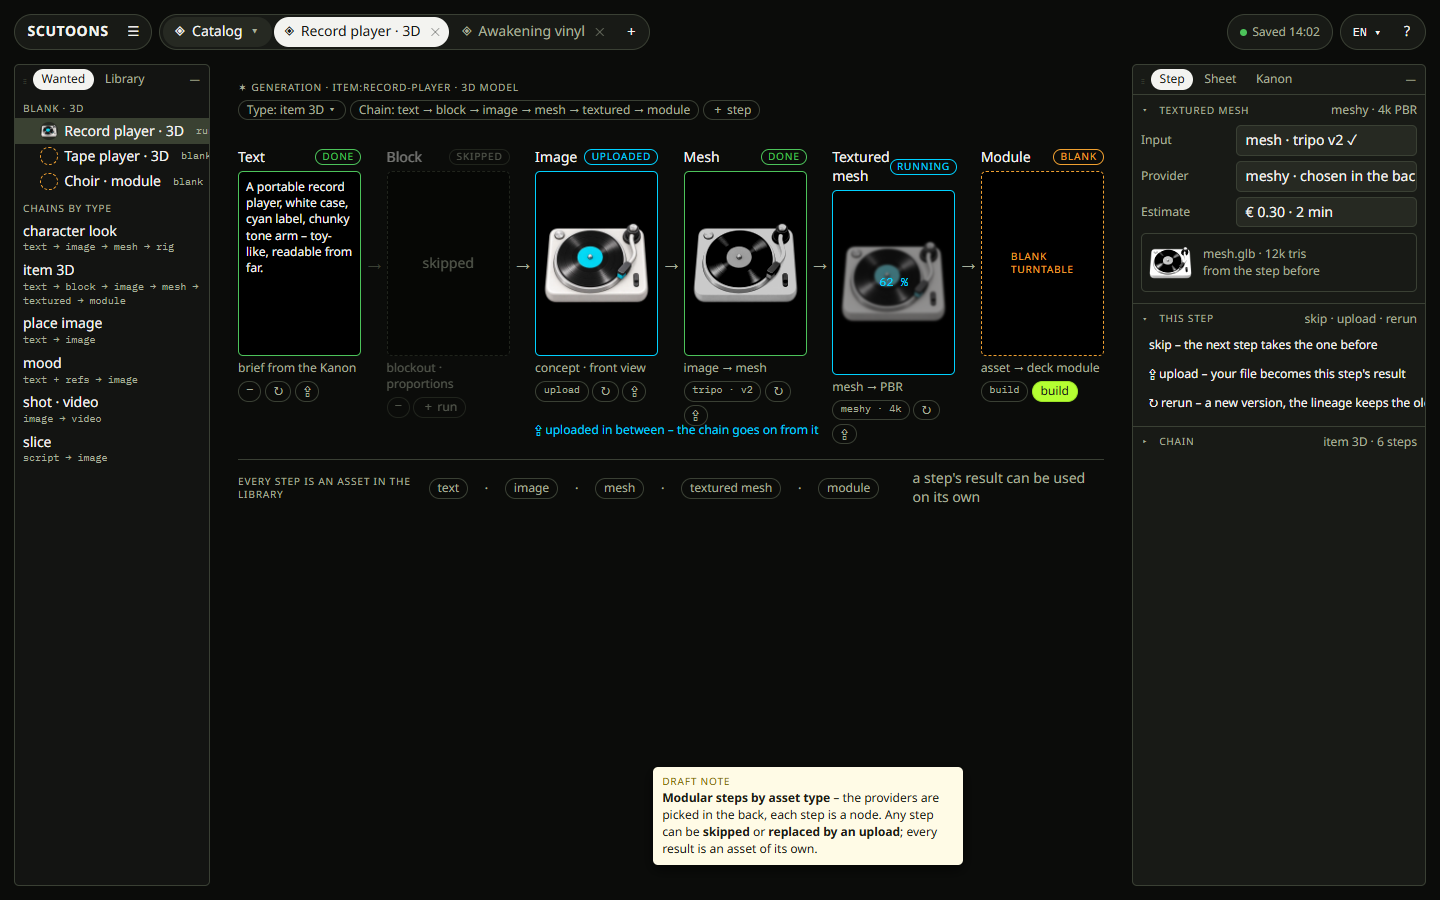 SCUTOONS ☰
◈ Catalog ▾
◈ Record player · 3D ×
◈ Awakening vinyl ×
+
Saved 14:02
EN ▾
?
Wanted Library –
BLANK · 3D
Record player · 3D ru
Tape player · 3D blank
Choir · module blank
CHAINS BY TYPE
character look
text → image → mesh → rig
item 3D
text → block → image → mesh →
textured → module
place image
text → image
mood
text + refs → image
shot · video
image → video
slice
script → image
✶ GENERATION · ITEM:RECORD-PLAYER · 3D MODEL
Type: item 3D ▾
Chain: text → block → image → mesh → textured → module
+ step
Text DONE
A portable record
player, white case,
cyan label, chunky
tone arm – toy-
like, readable from
far.
brief from the Kanon
– ↻ ⇪
→
Block SKIPPED
skipped
blockout ·
proportions
– + run
→
Image UPLOADED
concept · front view
upload ↻ ⇪
→
Mesh DONE
image → mesh
tripo · v2 ↻
⇪
→
Textured
mesh RUNNING
62 %
mesh → PBR
meshy · 4k ↻
⇪
→
Module BLANK
BLANK
TURNTABLE
asset → deck module
build build
⇪ uploaded in between – the chain goes on from it
EVERY STEP IS AN ASSET IN THE
LIBRARY
text · image · mesh · textured mesh · module
a step's result can be used
on its own
DRAFT NOTE
Modular steps by asset type – the providers are
picked in the back, each step is a node. Any step
can be skipped or replaced by an upload; every
result is an asset of its own.
Step Sheet Kanon –
▾ TEXTURED MESH meshy · 4k PBR
Input mesh · tripo v2 ✓
Provider meshy · chosen in the bac
Estimate € 0.30 · 2 min
mesh.glb · 12k tris
from the step before
▾ THIS STEP skip · upload · rerun
skip – the next step takes the one before
⇪ upload – your file becomes this step's result
↻ rerun – a new version, the lineage keeps the ol
▸ CHAIN item 3D · 6 steps